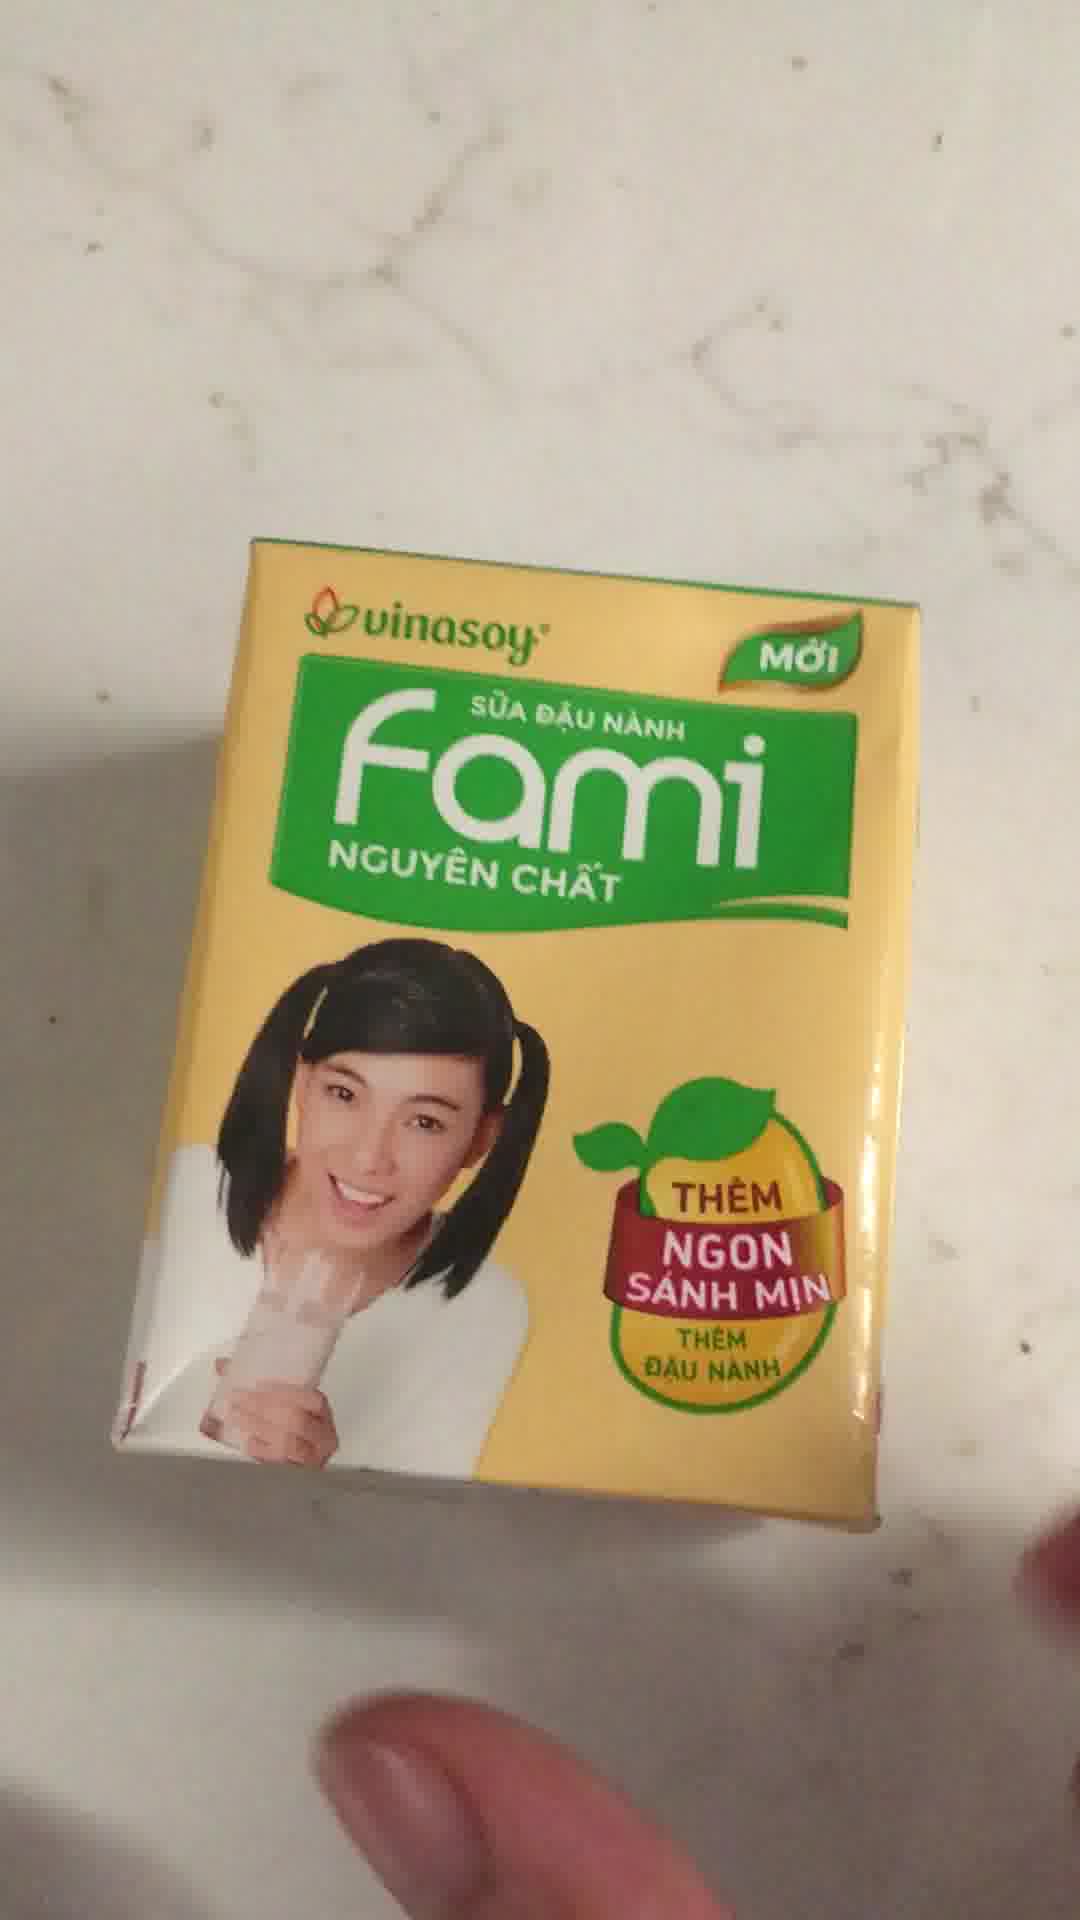 vinasoy®
MỚI
SỮA ĐẬU NÀNH
Fami
NGUYÊN CHẤT
THÊM
NGON
SÁNH MỊN
THÊM
ĐẬU NÀNH